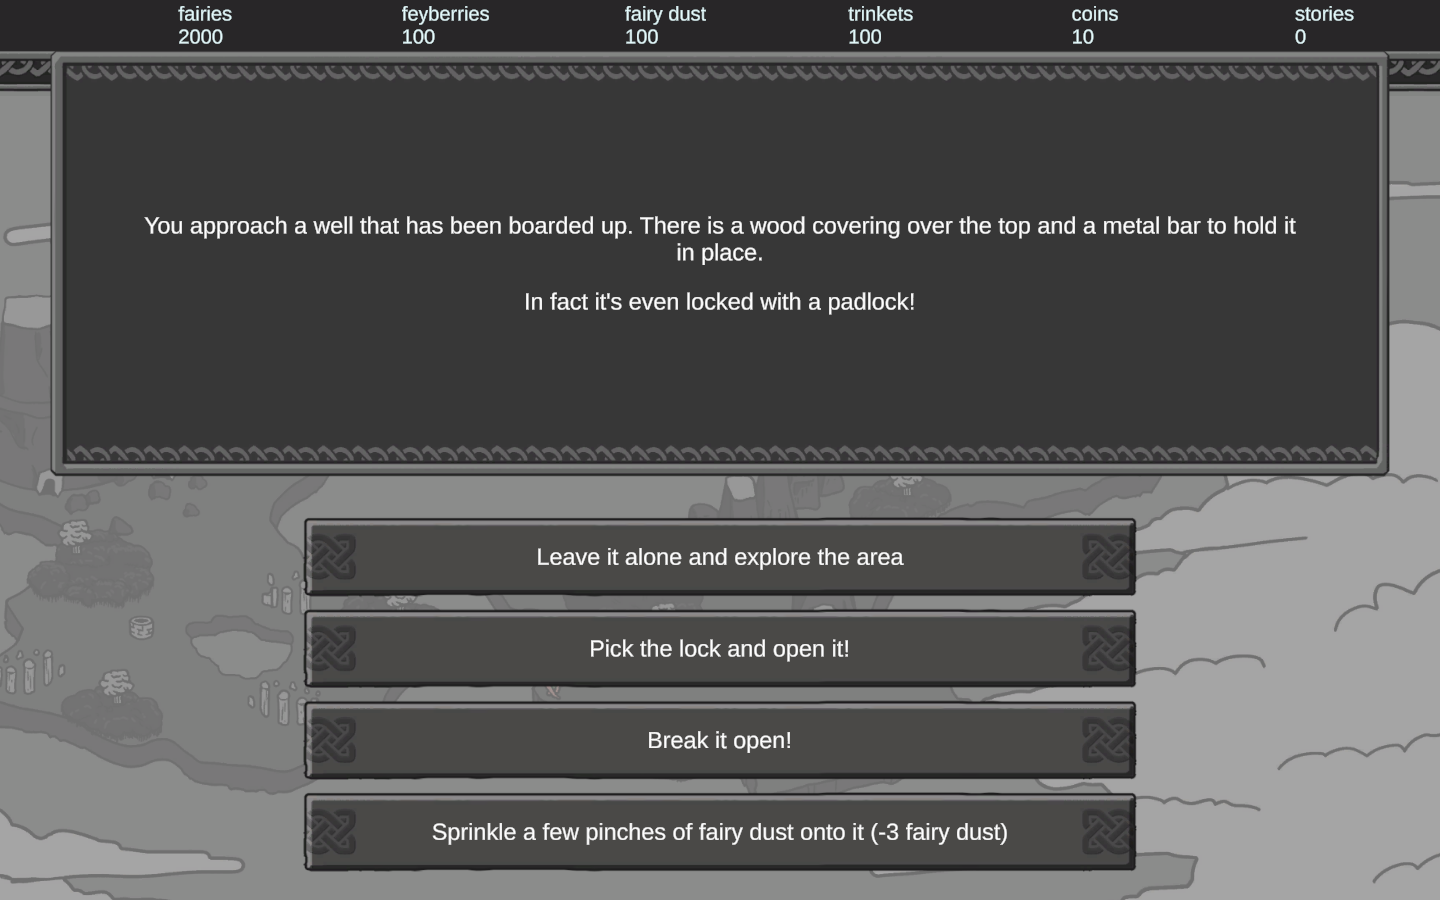 fairies feyberries fairy dust trinkets coins stories
2000 100 100 100 10 0
You approach a well that has been boarded up. There is a wood covering over the top and a metal bar to hold it
in place.
In fact it's even locked with a padlock!
Leave it alone and explore the area
Pick the lock and open it!
Break it open!
Sprinkle a few pinches of fairy dust onto it (-3 fairy dust)